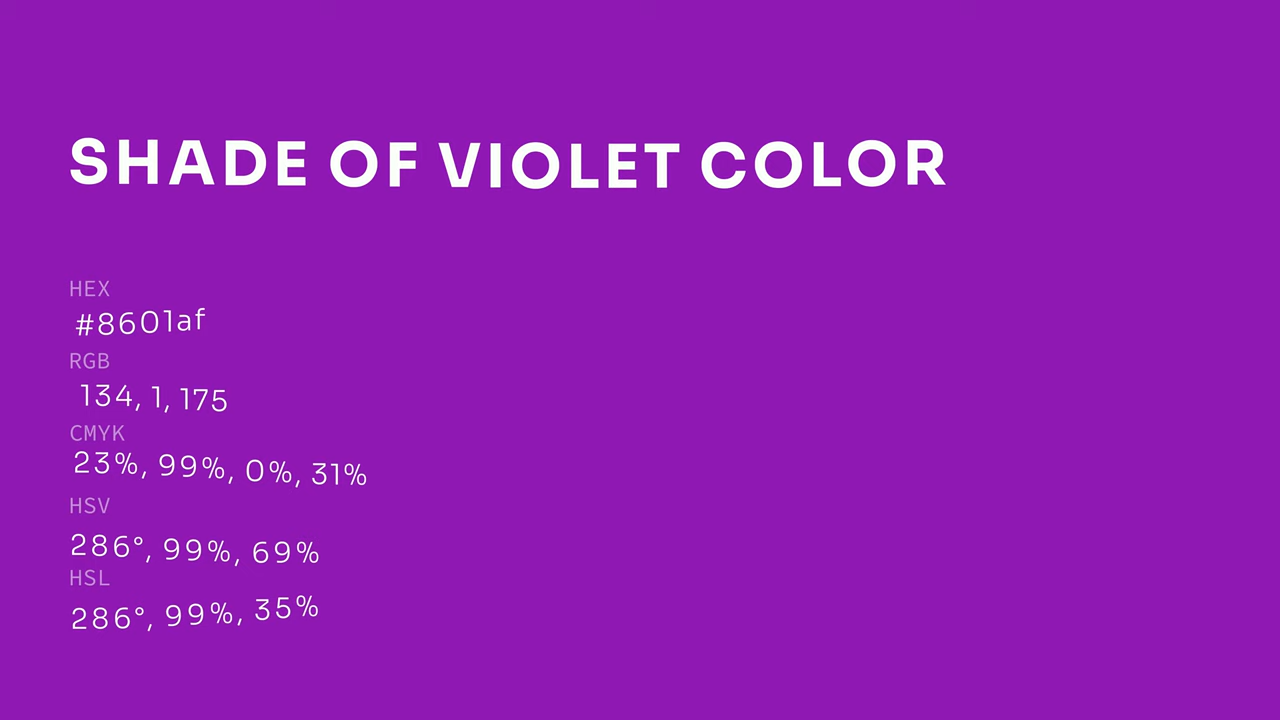 SHADE OF VIOLET COLOR
HEX
#8601af
RGB
134, 1, 175
CMYK
23%, 99%, 0%, 31%
HSV
286°, 99%, 69%
HSL
286°, 99%, 35%